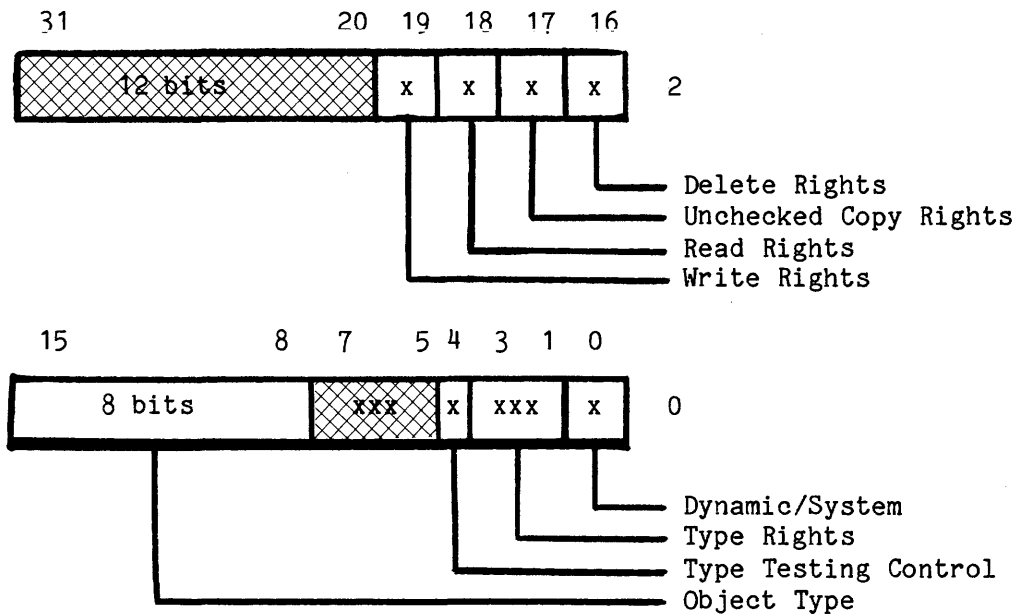 31 20 19 18 17 16
12 bits x x x x 2
Delete Rights
Unchecked Copy Rights
Read Rights
Write Rights
15 8 7 5 4 3 1 0
8 bits xxx x xxx x 0
Dynamic/System
Type Rights
Type Testing Control
Object Type